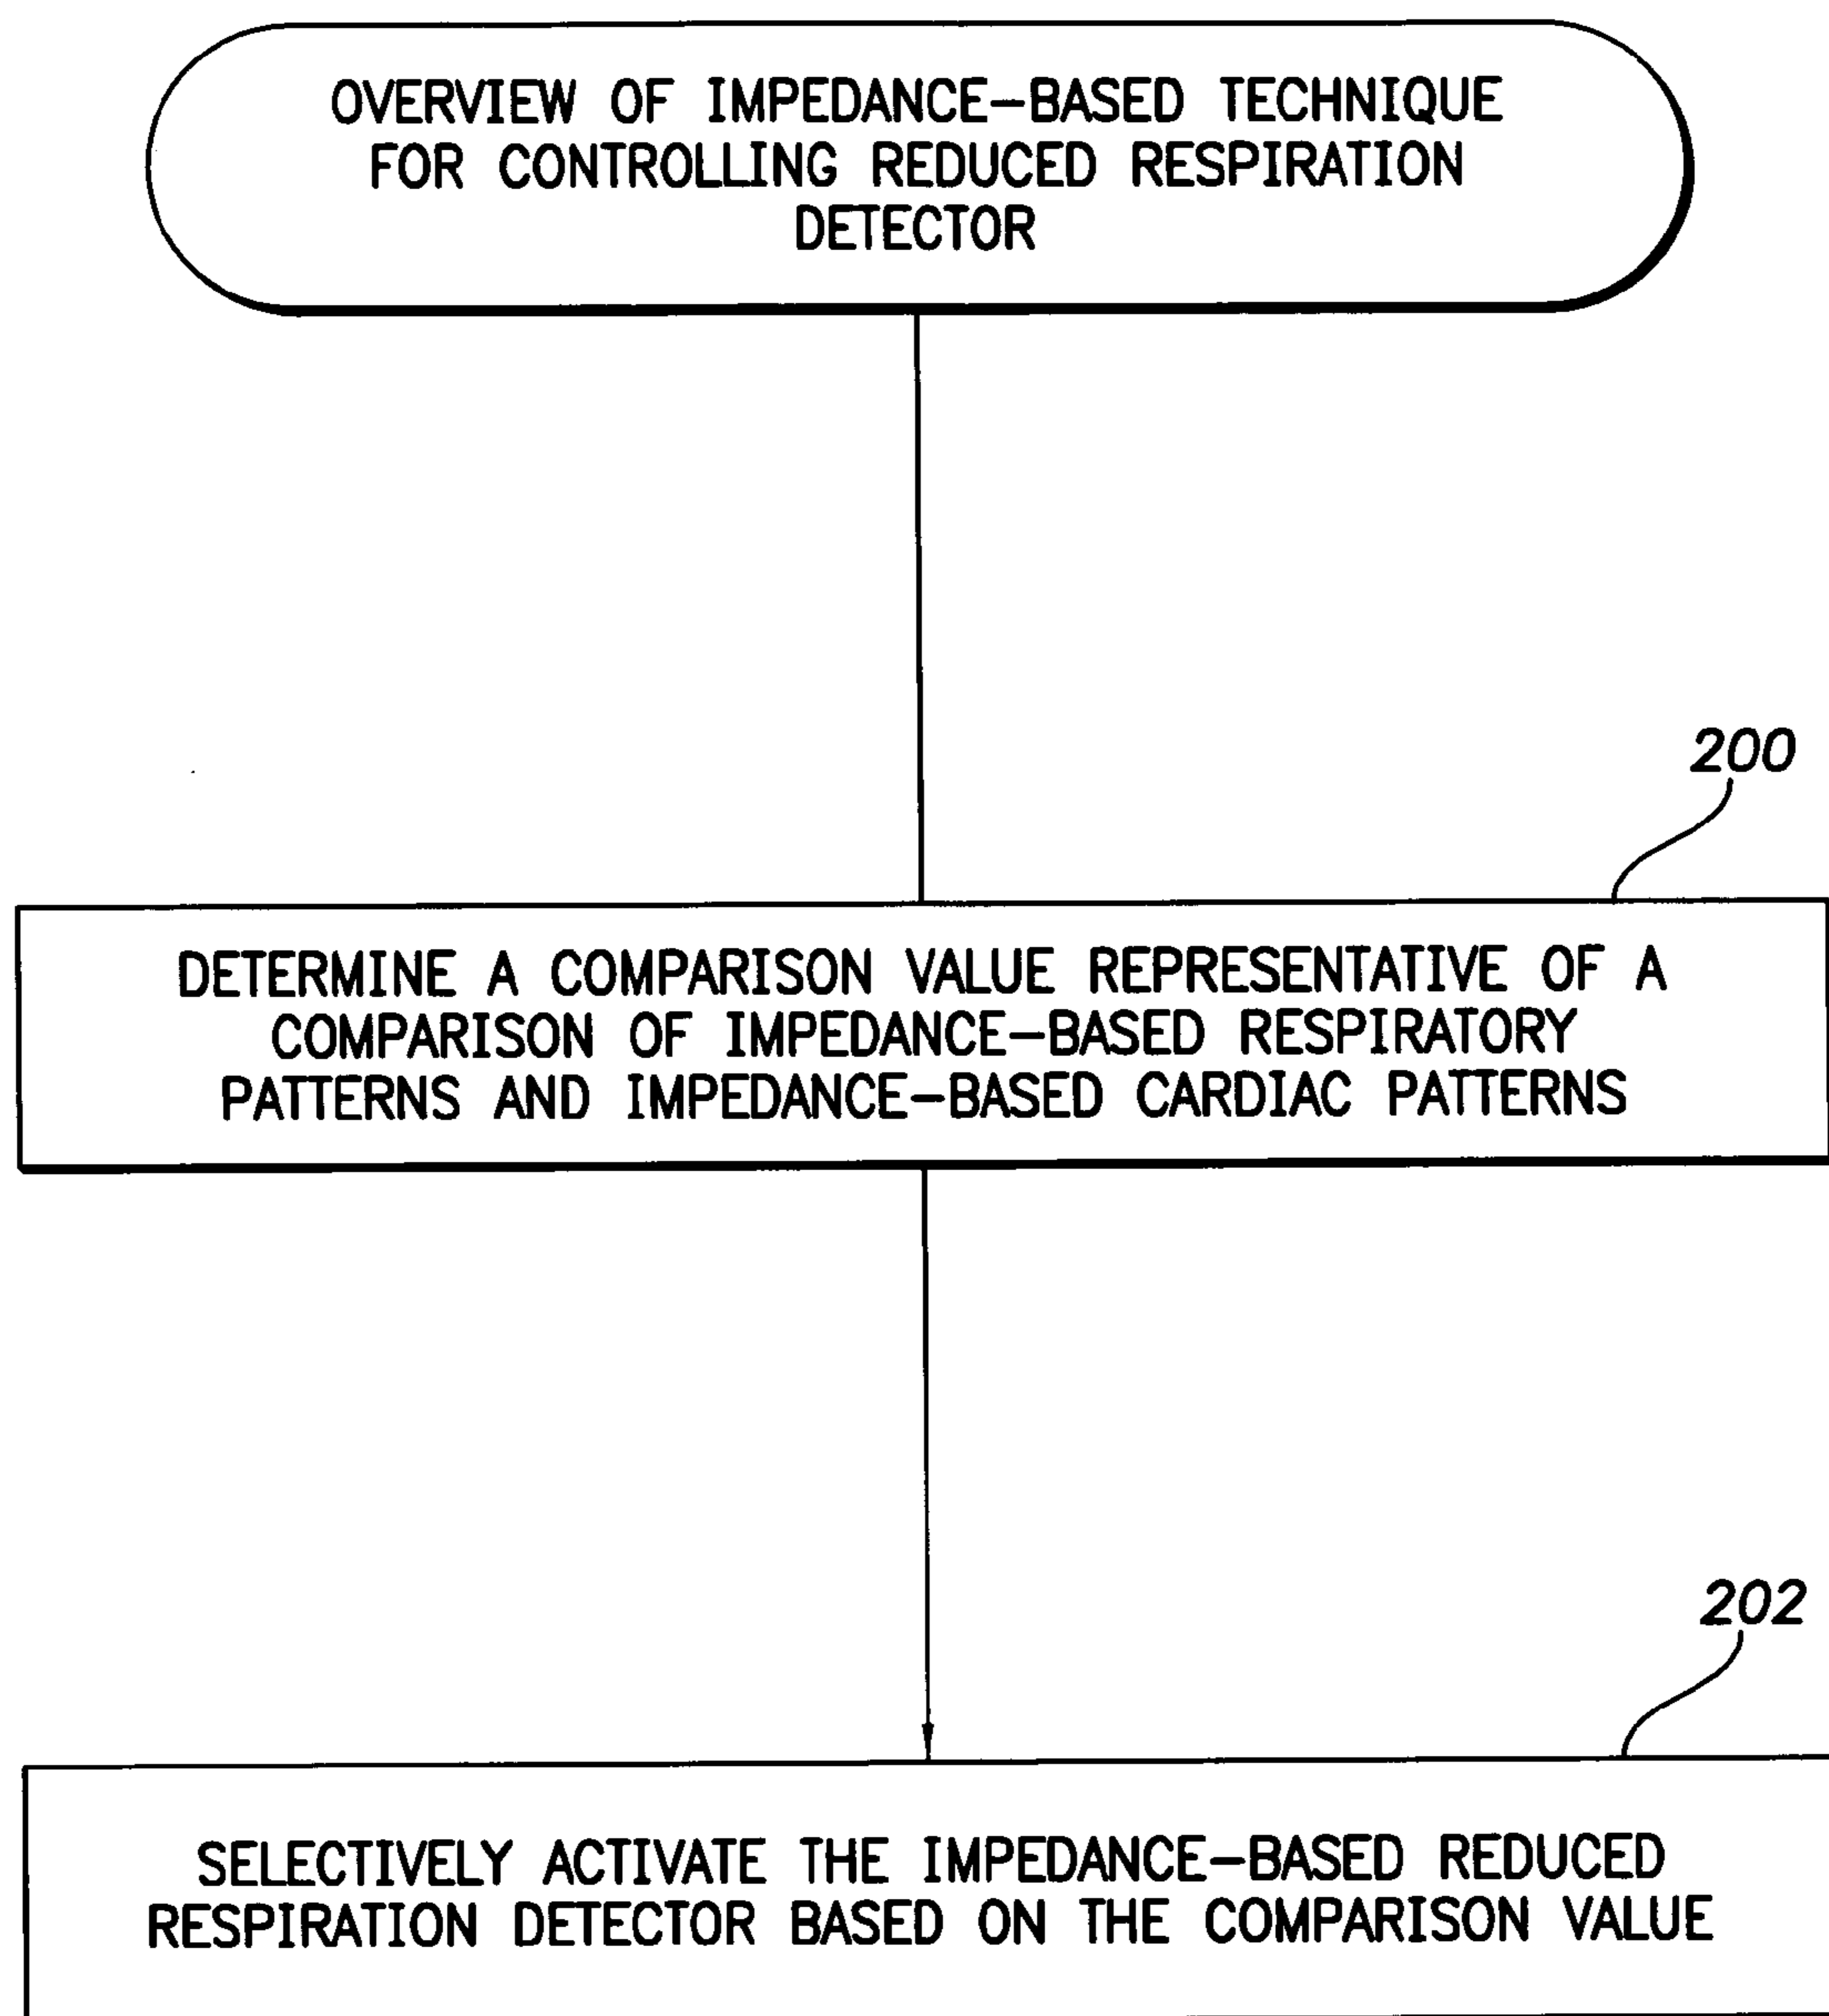 OVERVIEW OF IMPEDANCE-BASED TECHNIQUE
FOR CONTROLLING REDUCED RESPIRATION
DETECTOR
200
DETERMINE A COMPARISON VALUE REPRESENTATIVE OF A
COMPARISON OF IMPEDANCE-BASED RESPIRATORY
PATTERNS AND IMPEDANCE-BASED CARDIAC PATTERNS
202
SELECTIVELY ACTIVATE THE IMPEDANCE-BASED REDUCED
RESPIRATION DETECTOR BASED ON THE COMPARISON VALUE